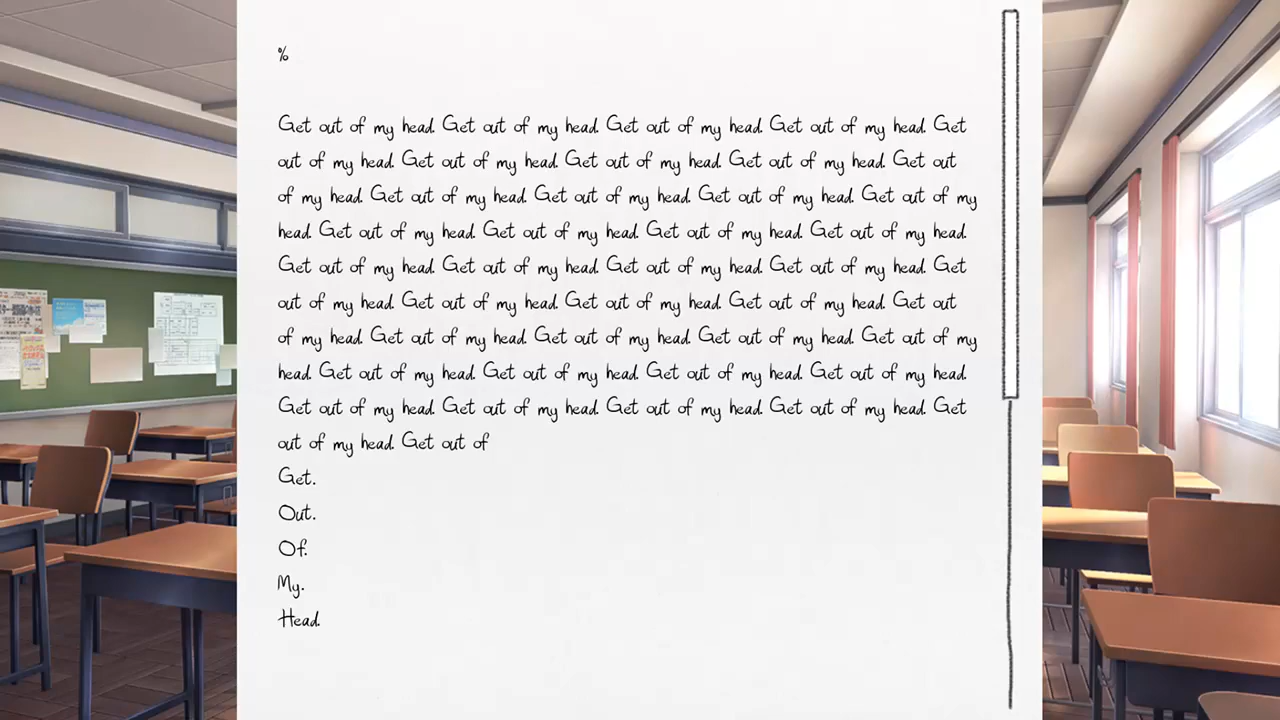 %
Get out of my head. Get out of my head. Get out of my head. Get out of my head. Get
out of my head. Get out of my head. Get out of my head. Get out of my head. Get out
of my head. Get out of my head. Get out of my head. Get out of my head. Get out of my
head. Get out of my head. Get out of my head. Get out of my head. Get out of my head.
Get out of my head. Get out of my head. Get out of my head. Get out of my head. Get
out of my head. Get out of my head. Get out of my head. Get out of my head. Get out
of my head. Get out of my head. Get out of my head. Get out of my head. Get out of my
head. Get out of my head. Get out of my head. Get out of my head. Get out of my head.
Get out of my head. Get out of my head. Get out of my head. Get out of my head. Get
out of my head. Get out of
Get.
Out.
Of.
My.
Head.